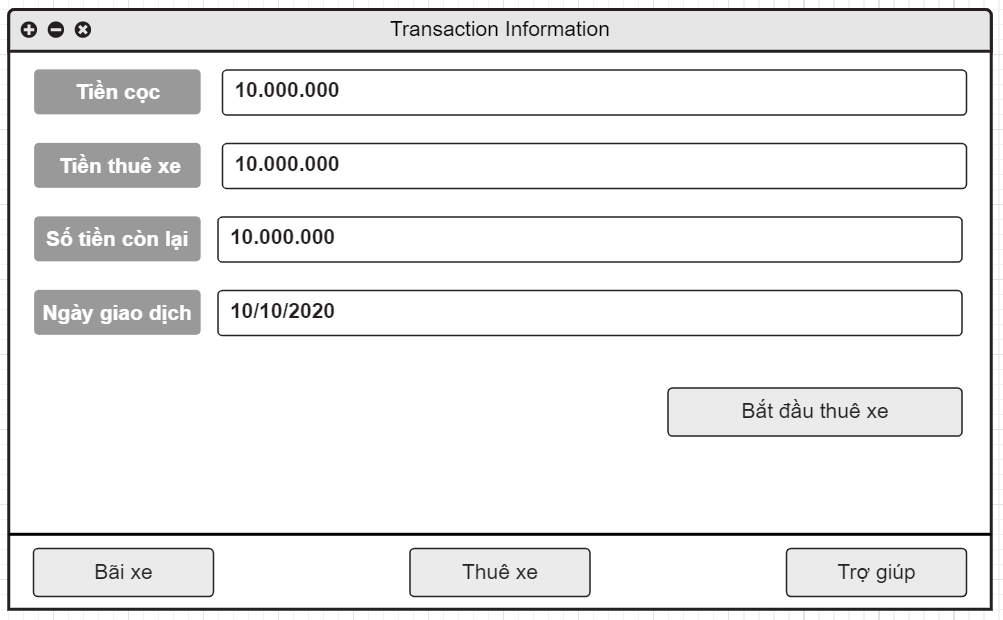 Transaction Information
Tiền cọc
10.000.000
Tiền thuê xe
10.000.000
Số tiền còn lại
10.000.000
Ngày giao dịch
10/10/2020
Bắt đầu thuê xe
Bãi xe
Thuê xe
Trợ giúp